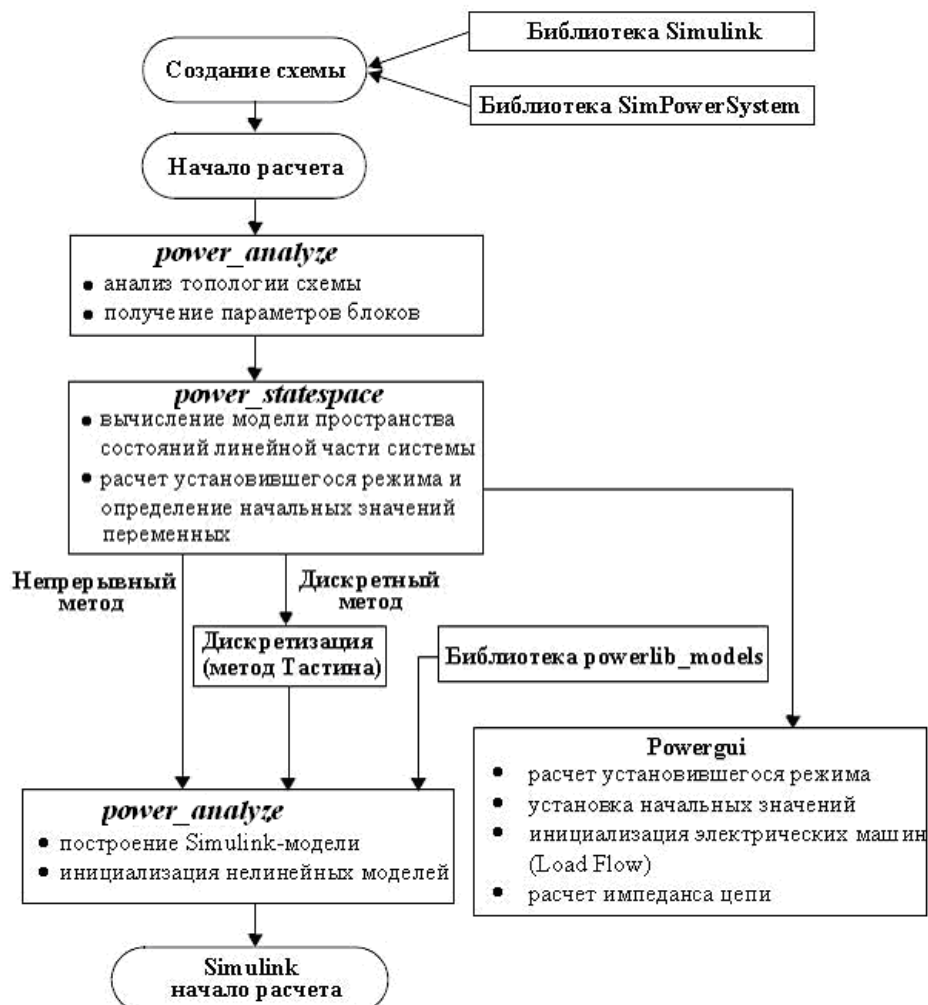 Библиотека Simulink
Создание схемы
Библиотека SimPowerSystem
Начало расчета
power_analyze
● анализ топологии схемы
● получение параметров блоков
power_statespace
● вычисление модели пространства
состояний линейной части системы
● расчет установившегося режима и
определение начальных значений
переменных
Непрерывный
метод
Дискретный
метод
Дискретизация
(метод Тастина)
Библиотека powerlib_models
Powergui
● расчет установившегося режима
● установка начальных значений
● инициализация электрических машин
(Load Flow)
● расчет импеданса цепи
power_analyze
● построение Simulink-модели
● инициализация нелинейных моделей
Simulink
начало расчета